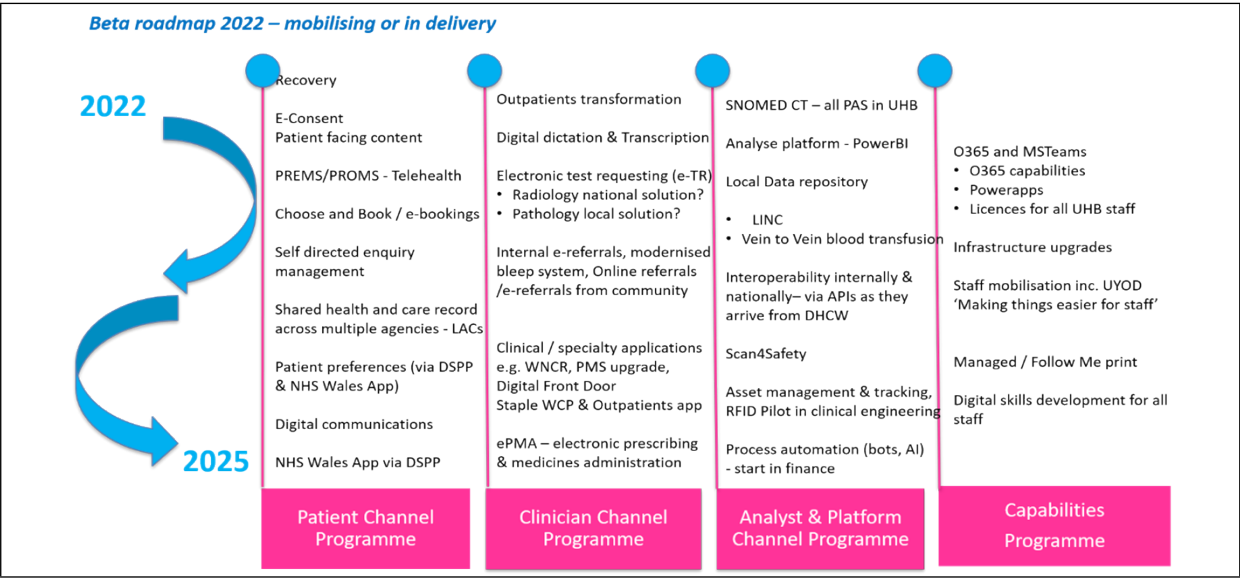 Beta roadmap 2022 – mobilising or in delivery
2022
2025
Recovery
E-Consent
Patient facing content
PREMS/PROMS - Telehealth
Choose and Book / e-bookings
Self directed enquiry
management
Shared health and care record
across multiple agencies - LACs
Patient preferences (via DSPP
& NHS Wales App)
Digital communications
NHS Wales App via DSPP
Patient Channel
Programme
Outpatients transformation
Digital dictation & Transcription
Electronic test requesting (e-TR)
• Radiology national solution?
• Pathology local solution?
Internal e-referrals, modernised
bleep system, Online referrals
/e-referrals from community
Clinical / specialty applications
e.g. WNCR, PMS upgrade,
Digital Front Door
Staple WCP & Outpatients app
ePMA – electronic prescribing
& medicines administration
Clinician Channel
Programme
SNOMED CT – all PAS in UHB
Analyse platform - PowerBI
Local Data repository
• LINC
• Vein to Vein blood transfusion
Interoperability internally &
nationally– via APIs as they
arrive from DHCW
Scan4Safety
Asset management & tracking,
RFID Pilot in clinical engineering
Process automation (bots, AI)
- start in finance
Analyst & Platform
Channel Programme
O365 and MSTeams
• O365 capabilities
• Powerapps
• Licences for all UHB staff
Infrastructure upgrades
Staff mobilisation inc. UYOD
‘Making things easier for staff’
Managed / Follow Me print
Digital skills development for all
staff
Capabilities
Programme